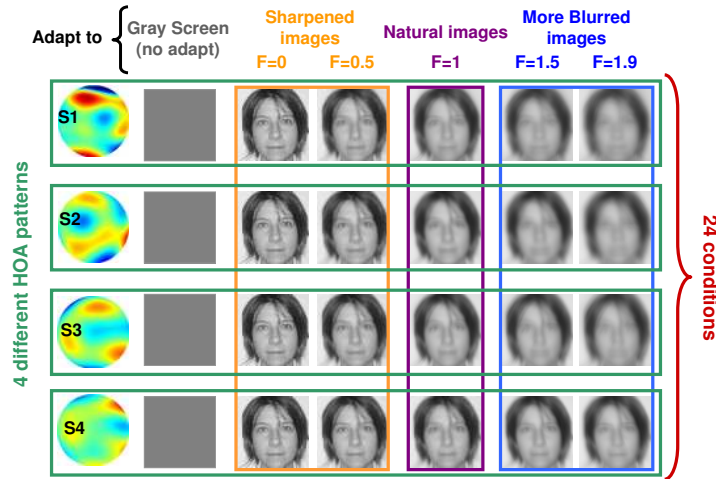 Adapt to
Gray Screen
(no adapt)
Sharpened
images
F=0 F=0.5
Natural images
F=1
More Blurred
images
F=1.5 F=1.9
4 different HOA patterns
S1
S2
S3
S4
24 conditions